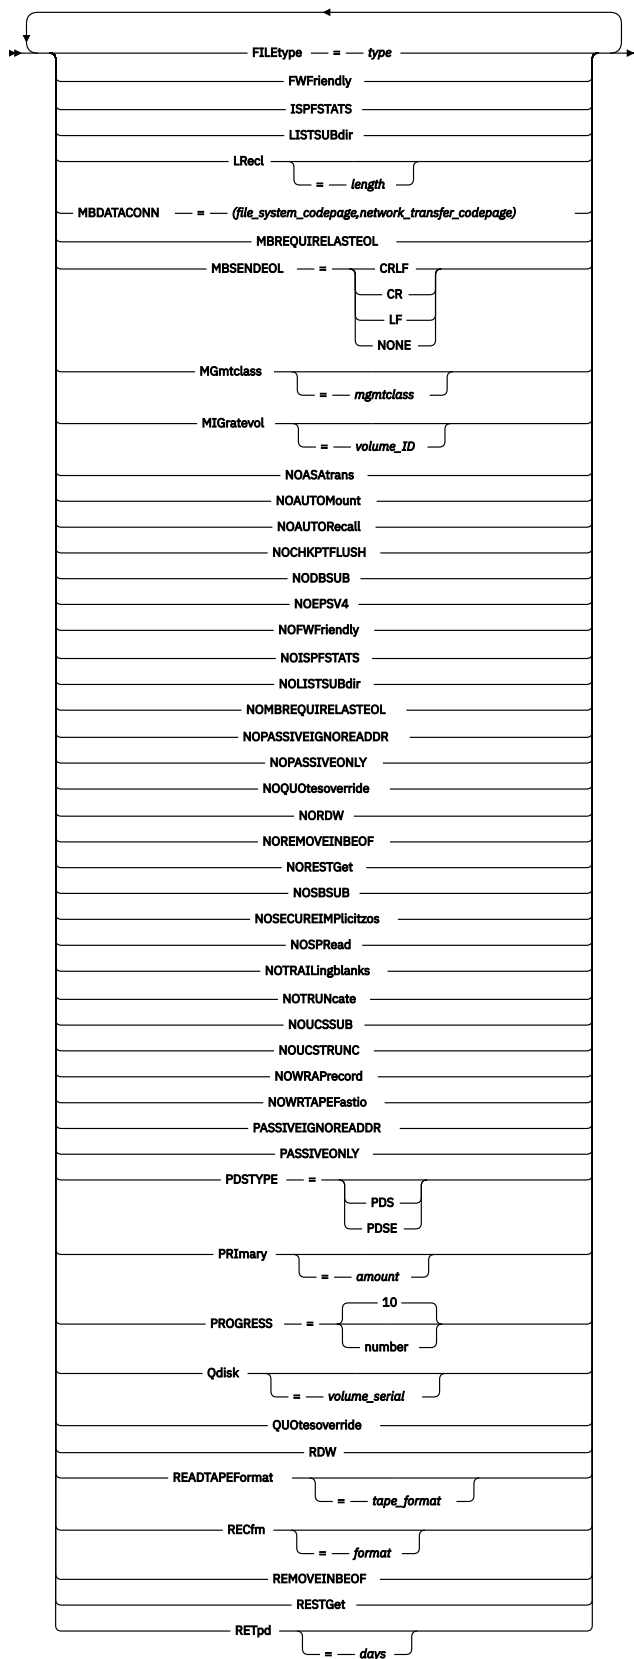 FILEtype = type
FWFriendly
ISPFSTATS
LISTSUBdir
LRecl
= length
MBDATACONN = (file_system_codepage,network_transfer_codepage)
MBREQUIRELASTEOL
MBSENDEOL = CRLF
CR
LF
NONE
MGmtclass
= mgmtclass
MIGratevol
= volume_ID
NOASAtrans
NOAUTOMount
NOAUTORecall
NOCHKPTFLUSH
NODBSUB
NOEPSV4
NOFWFriendly
NOISPFSTATS
NOLISTSUBdir
NOMBREQUIRELASTEOL
NOPASSIVEIGNOREADDR
NOPASSIVEONLY
NOQUOtesoverride
NORDW
NOREMOVEINBEOF
NORESTGet
NOSBSUB
NOSECUREIMPlicitzos
NOSPRead
NOTRAILingblanks
NOTRUNcate
NOUCSSUB
NOUCSTRUNC
NOWRAPrecord
NOWRTAPEFastio
PASSIVEIGNOREADDR
PASSIVEONLY
PDSTYPE =
PDS
PDSE
PRImary
= amount
10
PROGRESS =
number
Qdisk
= volume_serial
QUOtesoverride
RDW
READTAPEFormat
= tape_format
RECfm
= format
REMOVEINBEOF
RESTGet
RETpd
= days